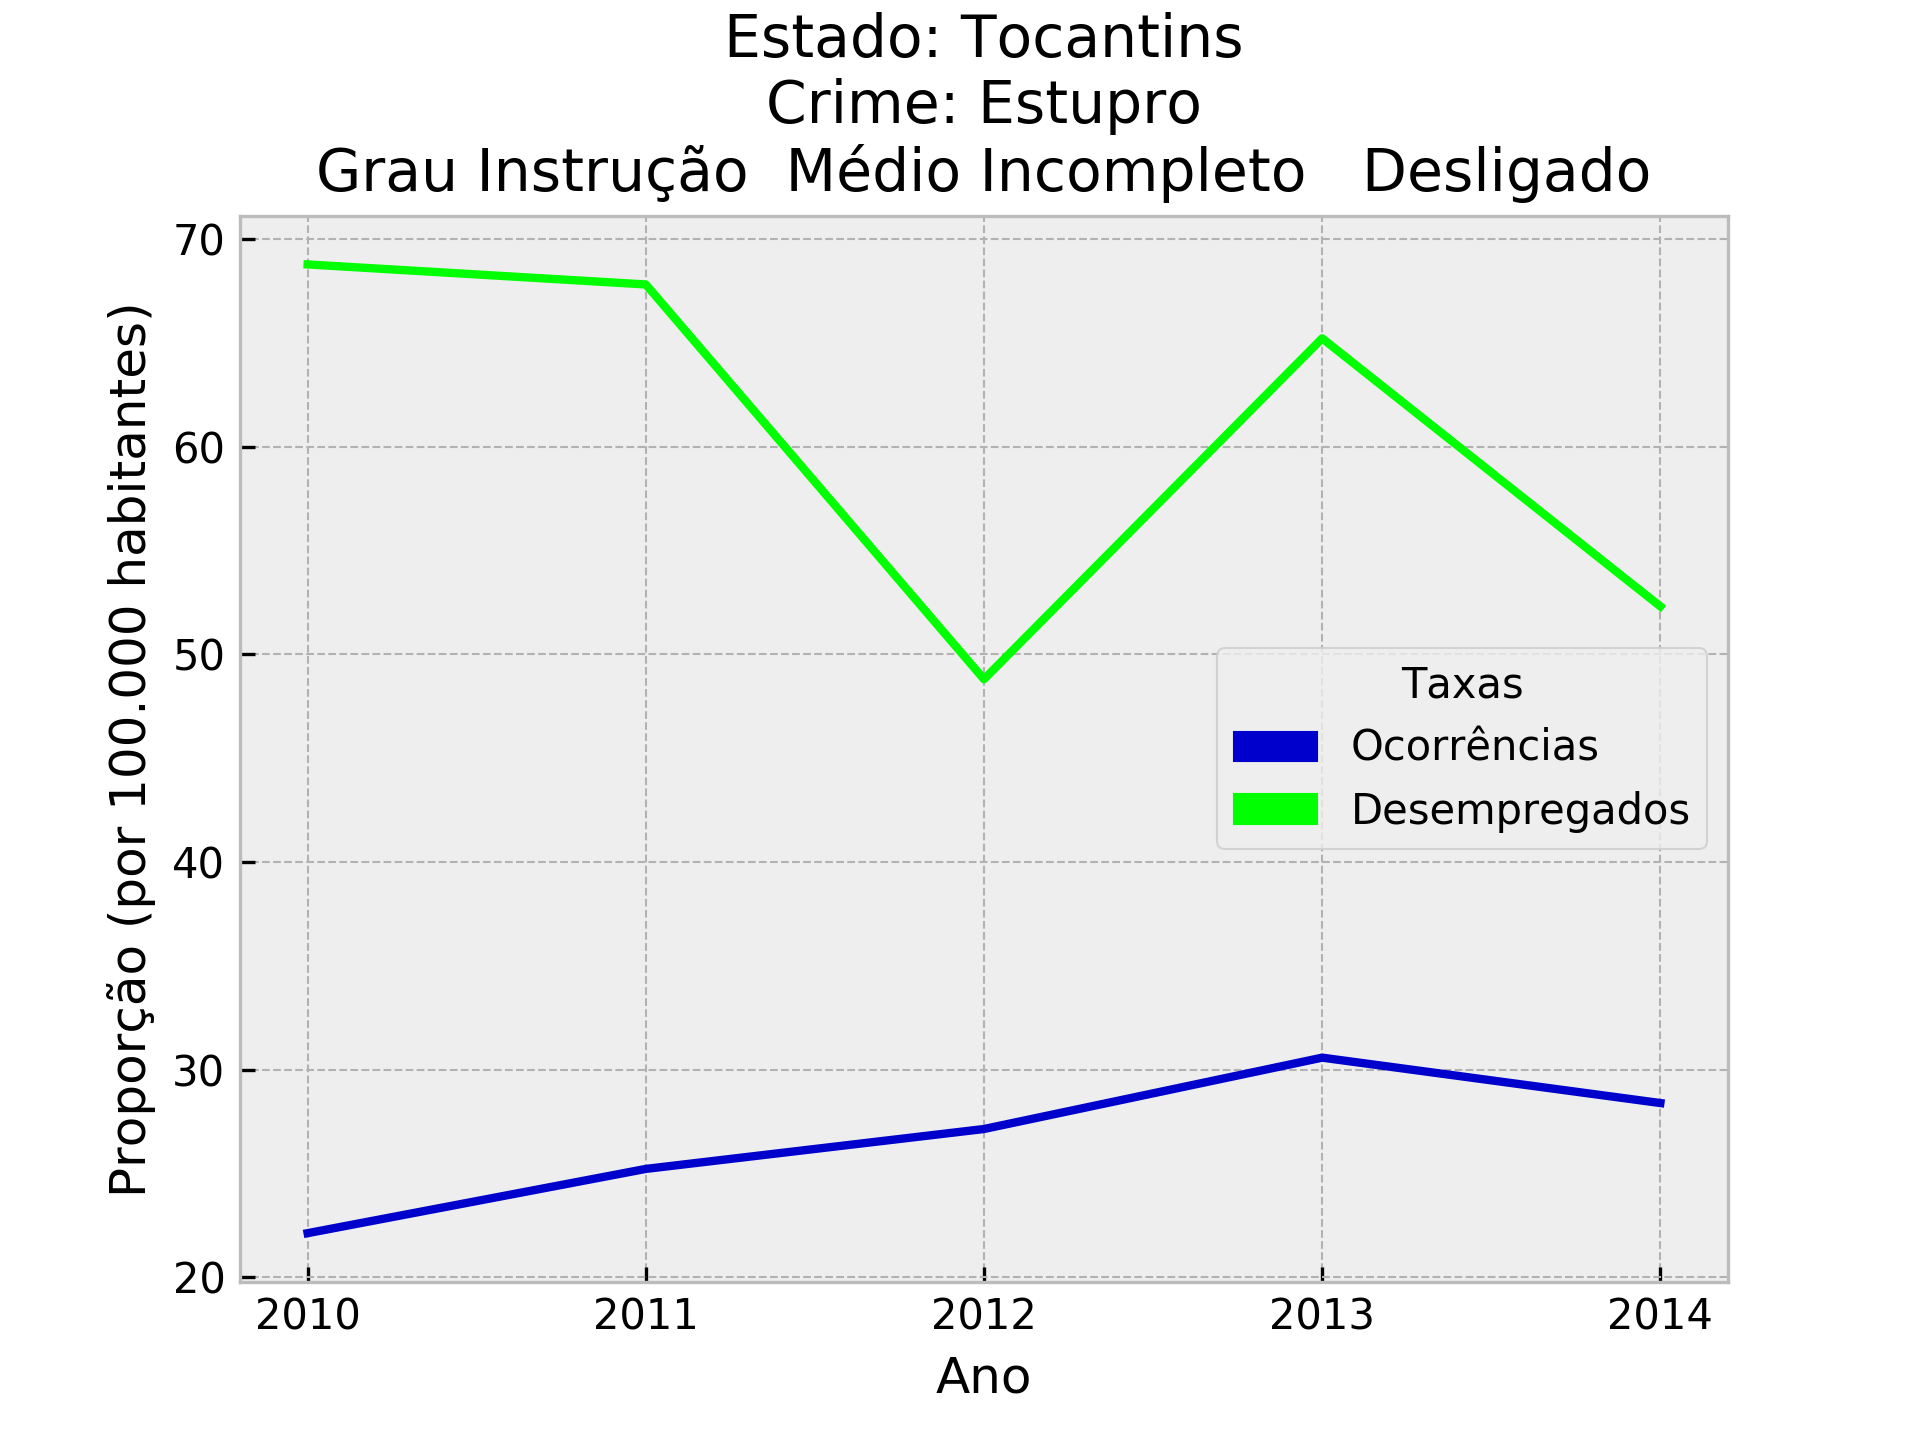 Estado: Tocantins
Crime: Estupro
Grau Instrução  Médio Incompleto   Desligado
Proporção (por 100.000 habitantes)
70
60
50
40
30
20
Taxas
Ocorrências
Desempregados
2010 2011 2012 2013 2014
Ano